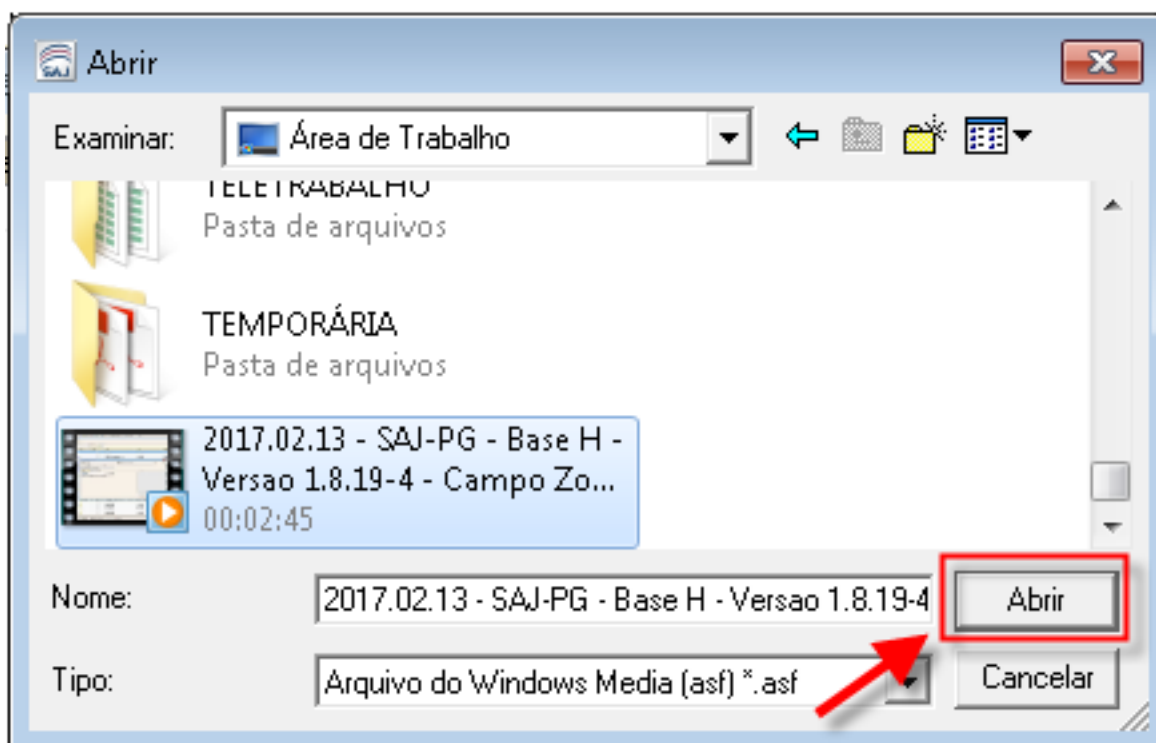 SAJ
Abrir
Examinar:
Área de Trabalho
TELETRABALHO
Pasta de arquivos
TEMPORÁRIA
Pasta de arquivos
2017.02.13 - SAJ-PG - Base H -
Versao 1.8.19-4 - Campo Zo...
00:02:45
Nome:
2017.02.13 - SAJ-PG - Base H - Versao 1.8.19-4
Abrir
Tipo:
Arquivo do Windows Media (asf) *.asf
Cancelar